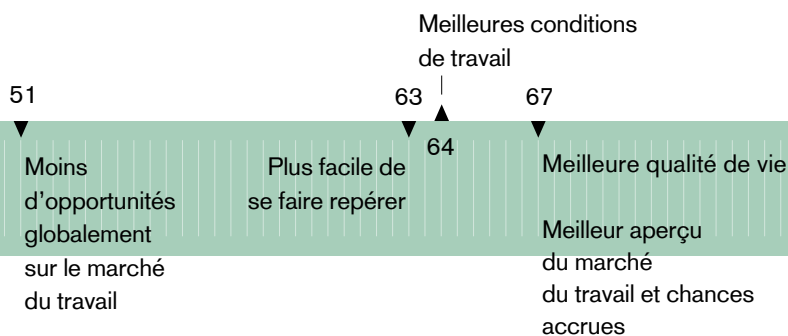 Meilleures conditions
de travail
51
63
67
64
Moins
d’opportunités
globalement
sur le marché
du travail
Plus facile de
se faire repérer
Meilleure qualité de vie
Meilleur aperçu
du marché
du travail et chances
accrues